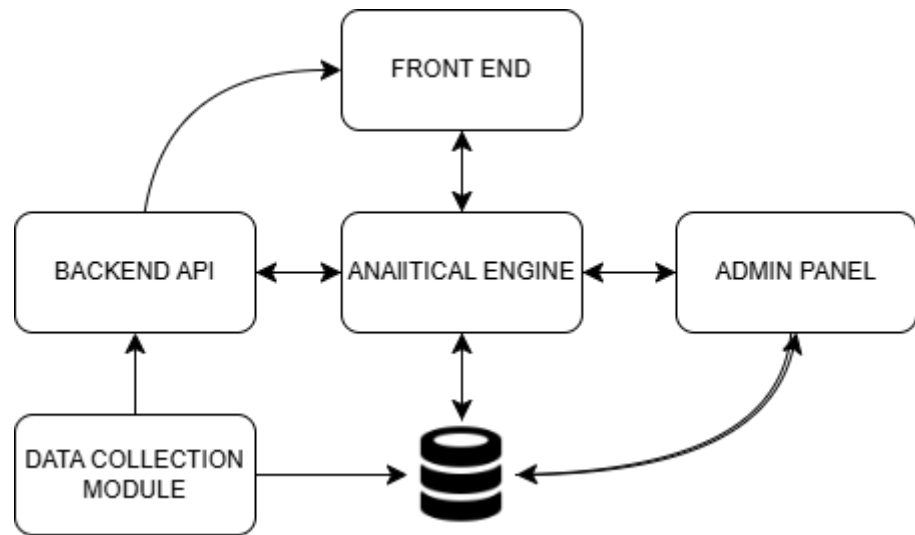 FRONT END
BACKEND API
ANAIITICAL ENGINE
ADMIN PANEL
DATA COLLECTION
MODULE